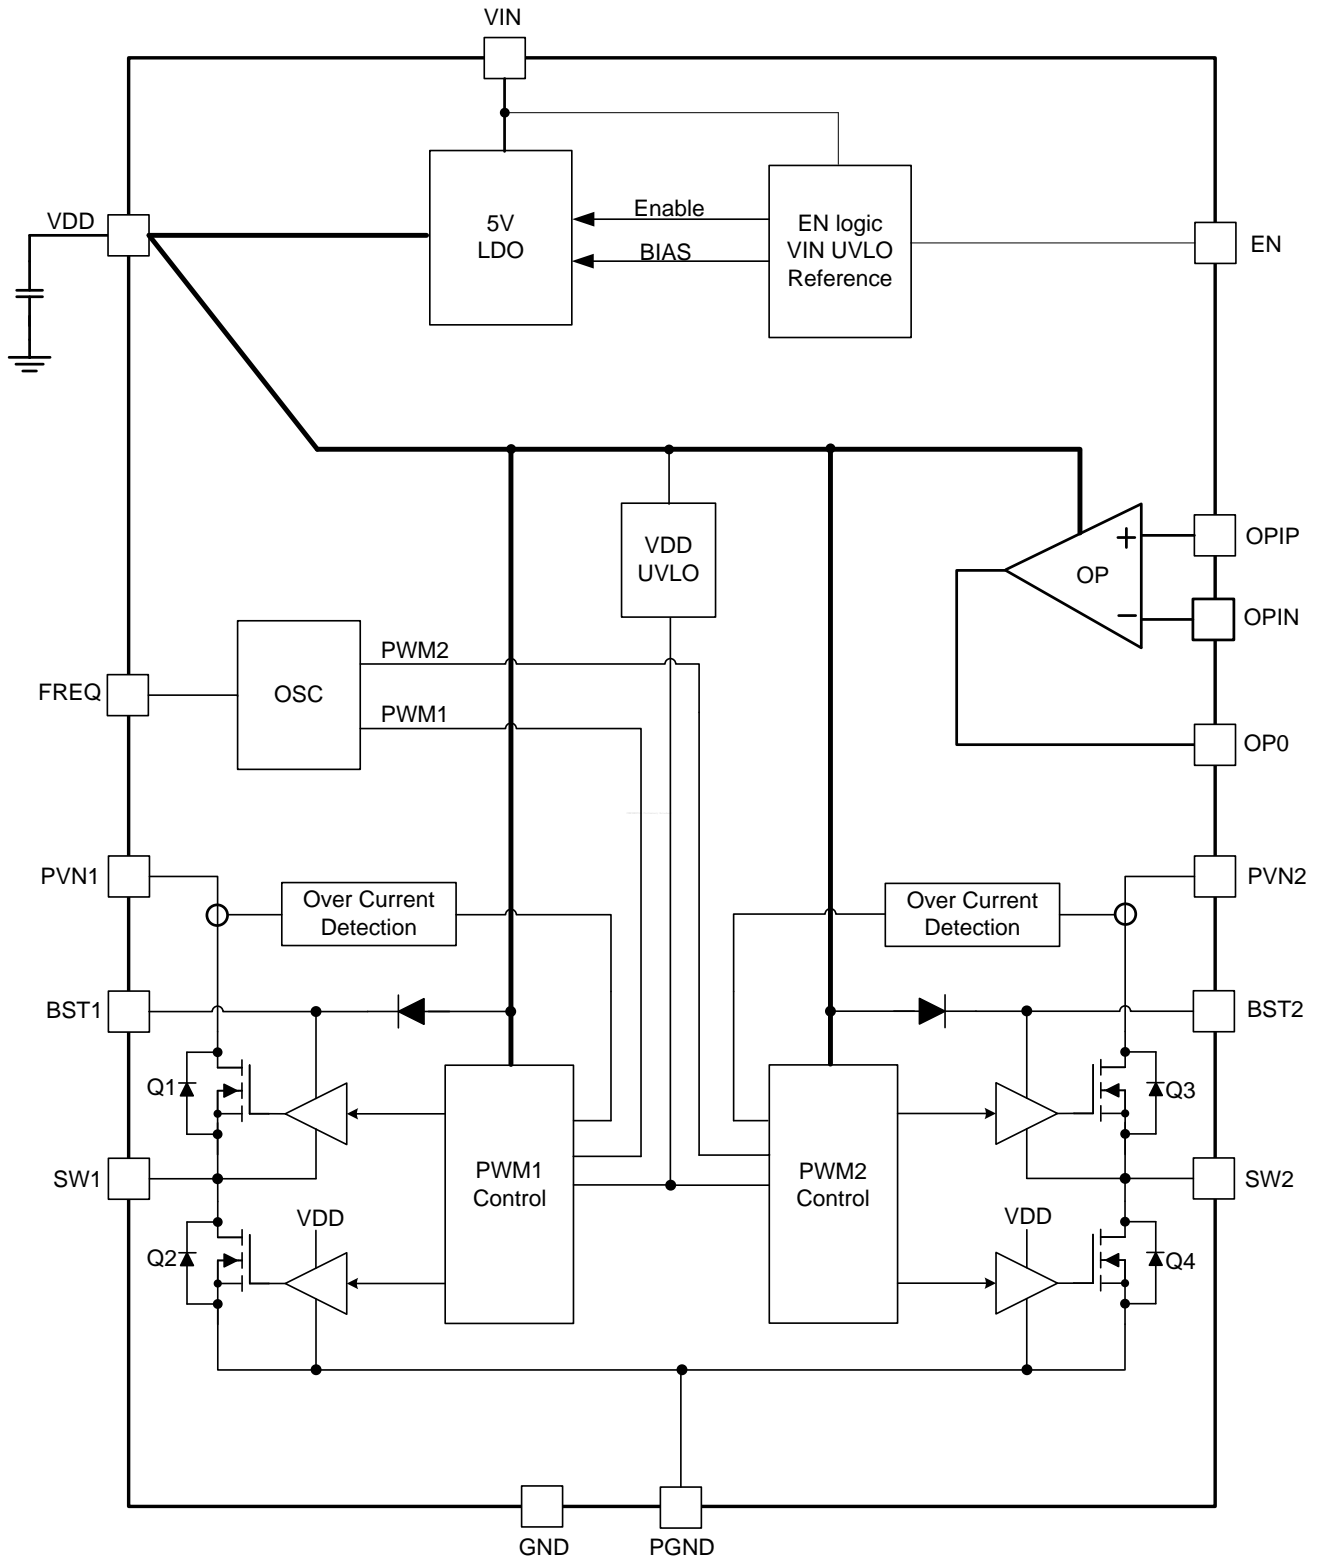 VIN
VDD
5V
LDO
Enable
BIAS
EN logic
VIN UVLO
Reference
EN
VDD
UVLO
+
OP
−
OPIP
OPIN
FREQ
OSC
PWM2
PWM1
OP0
PVN1
Over Current
Detection
Over Current
Detection
PVN2
BST1
BST2
Q1
Q3
SW1
PWM1
Control
PWM2
Control
SW2
VDD
VDD
Q2
Q4
GND
PGND